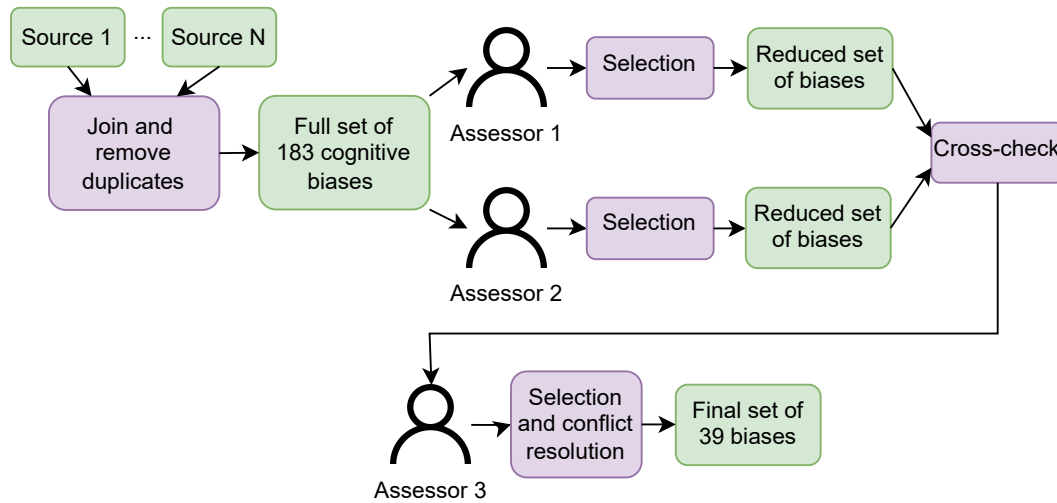 Source 1 ... Source N
Join and
remove
duplicates
Full set of
183 cognitive
biases
Assessor 1
Selection
Reduced set
of biases
Assessor 2
Selection
Reduced set
of biases
Cross-check
Assessor 3
Selection
and conflict
resolution
Final set of
39 biases